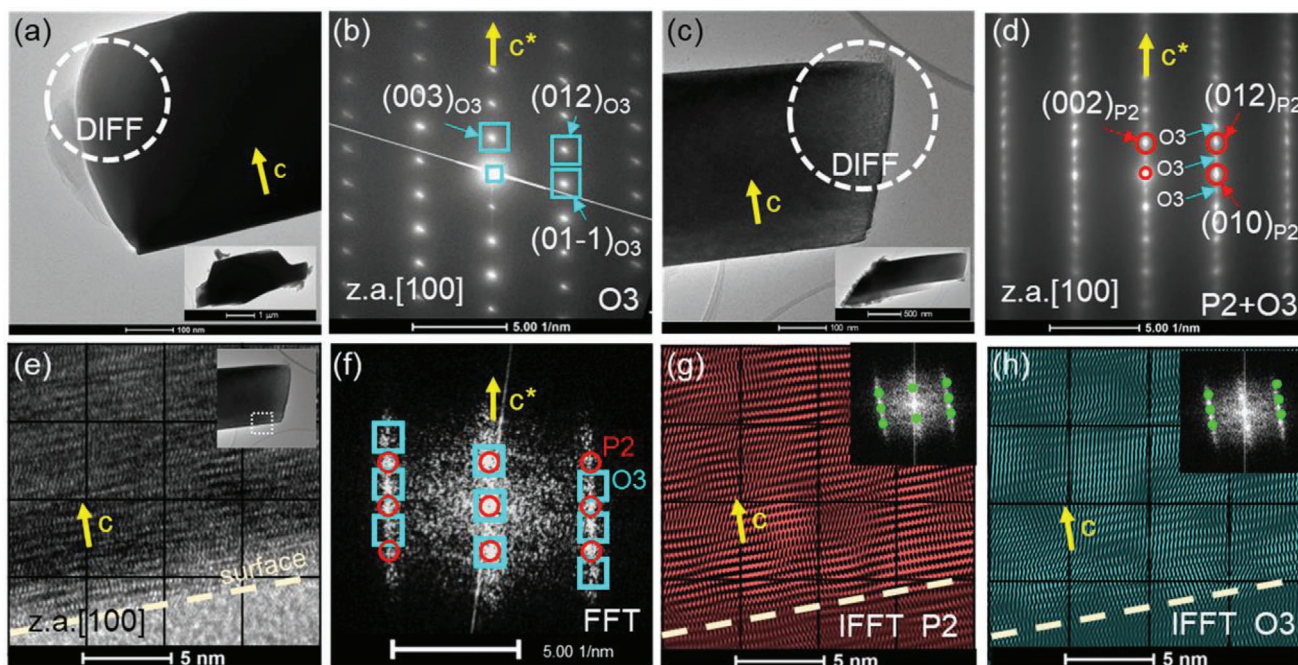 (a)
DIFF
c
1 μm
100 nm
(b)
c*
(003)O3
(012)O3
(01-1)O3
z.a.[100]
O3
5.00 1/nm
(c)
DIFF
c
500 nm
100 nm
(d)
c*
(002)P2
(012)P2
O3
O3
O3
(010)P2
z.a.[100]
P2+O3
5.00 1/nm
(e)
c
surface
z.a.[100]
5 nm
(f)
c*
P2
O3
FFT
5.00 1/nm
(g)
c
IFFT P2
5 nm
(h)
c
IFFT O3
5 nm